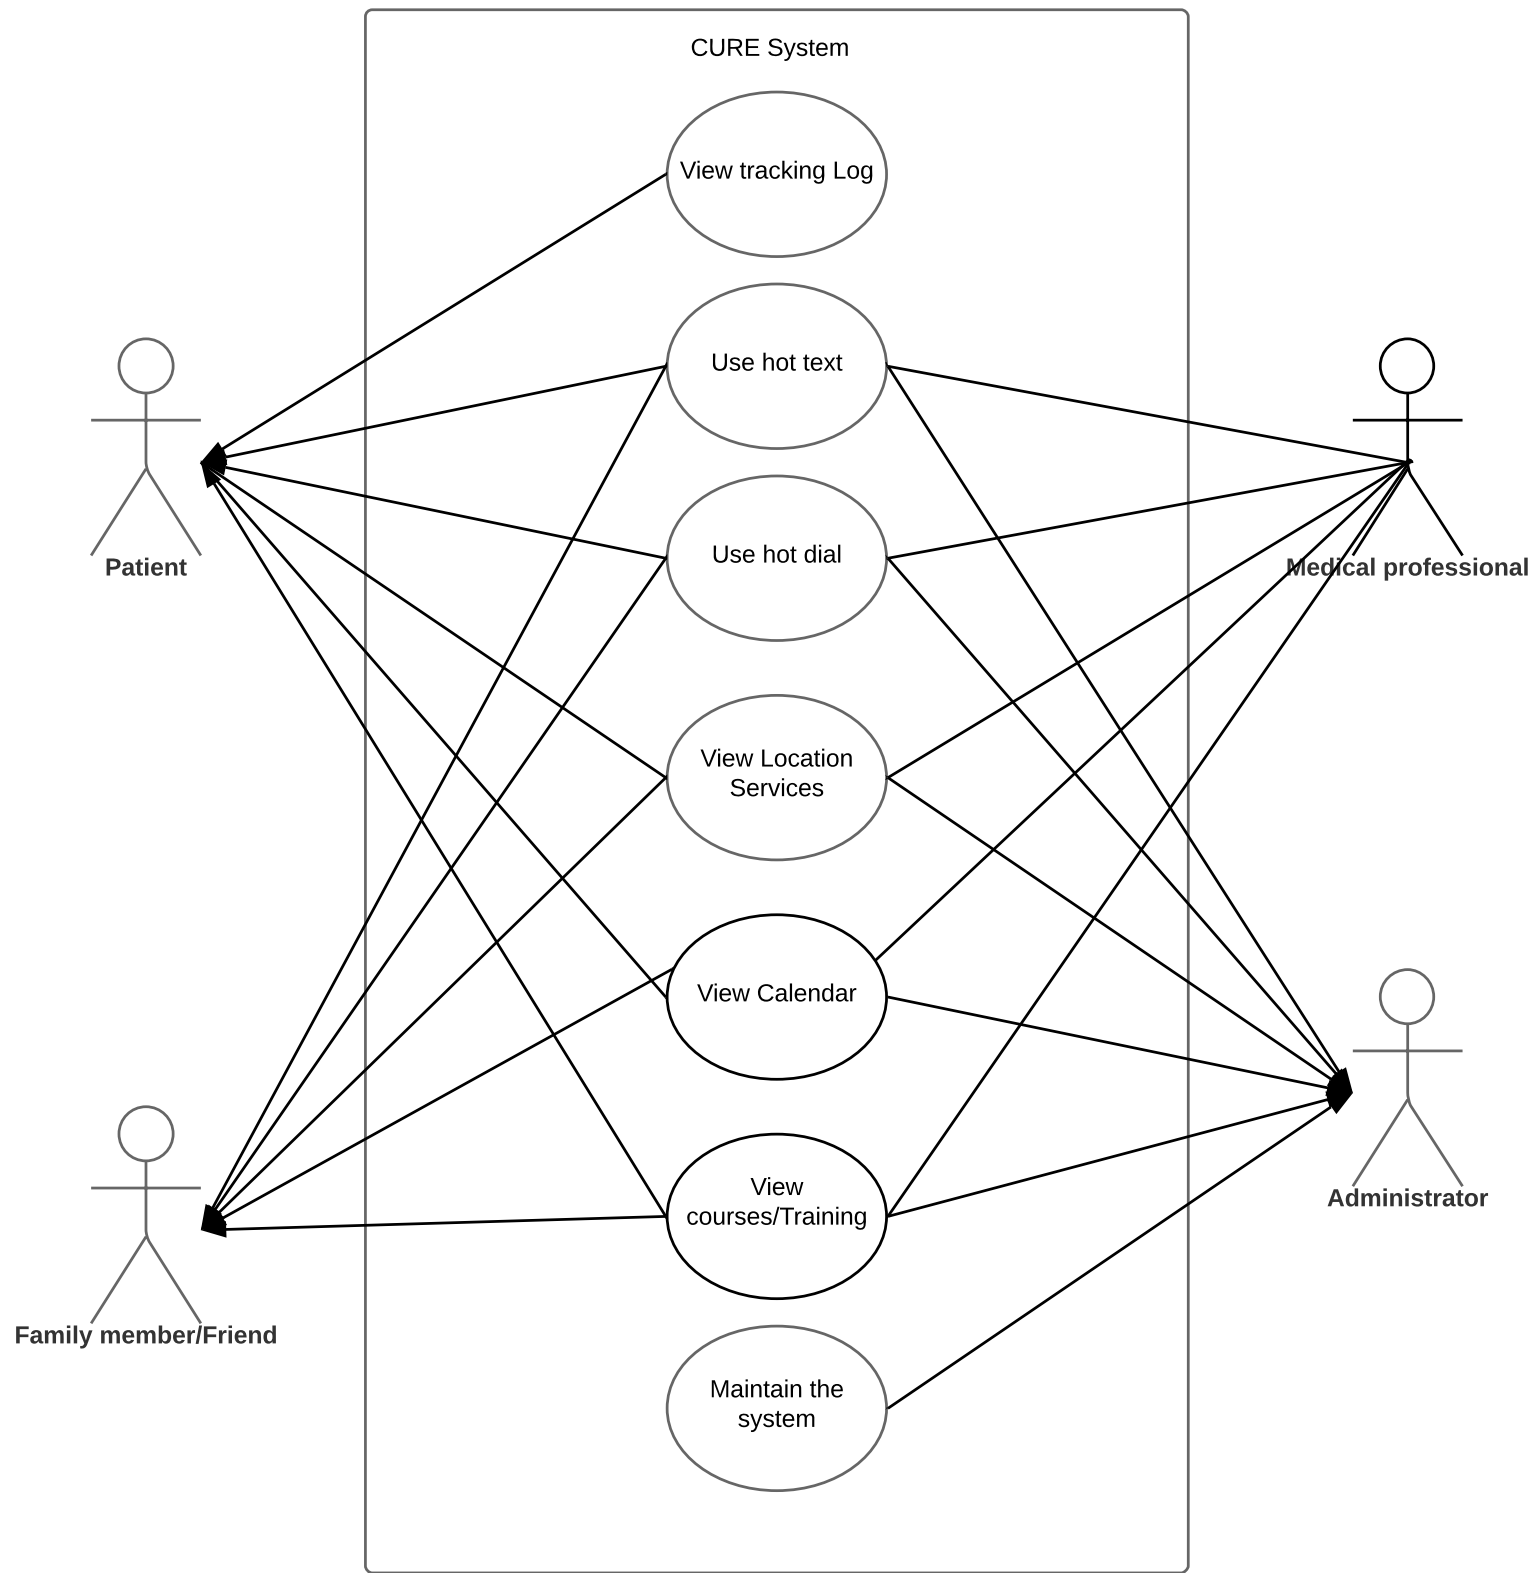 CURE System
View tracking Log
Use hot text
Use hot dial
Patient
Medical professional
View Location
Services
View Calendar
View
courses/Training
Administrator
Family member/Friend
Maintain the
system